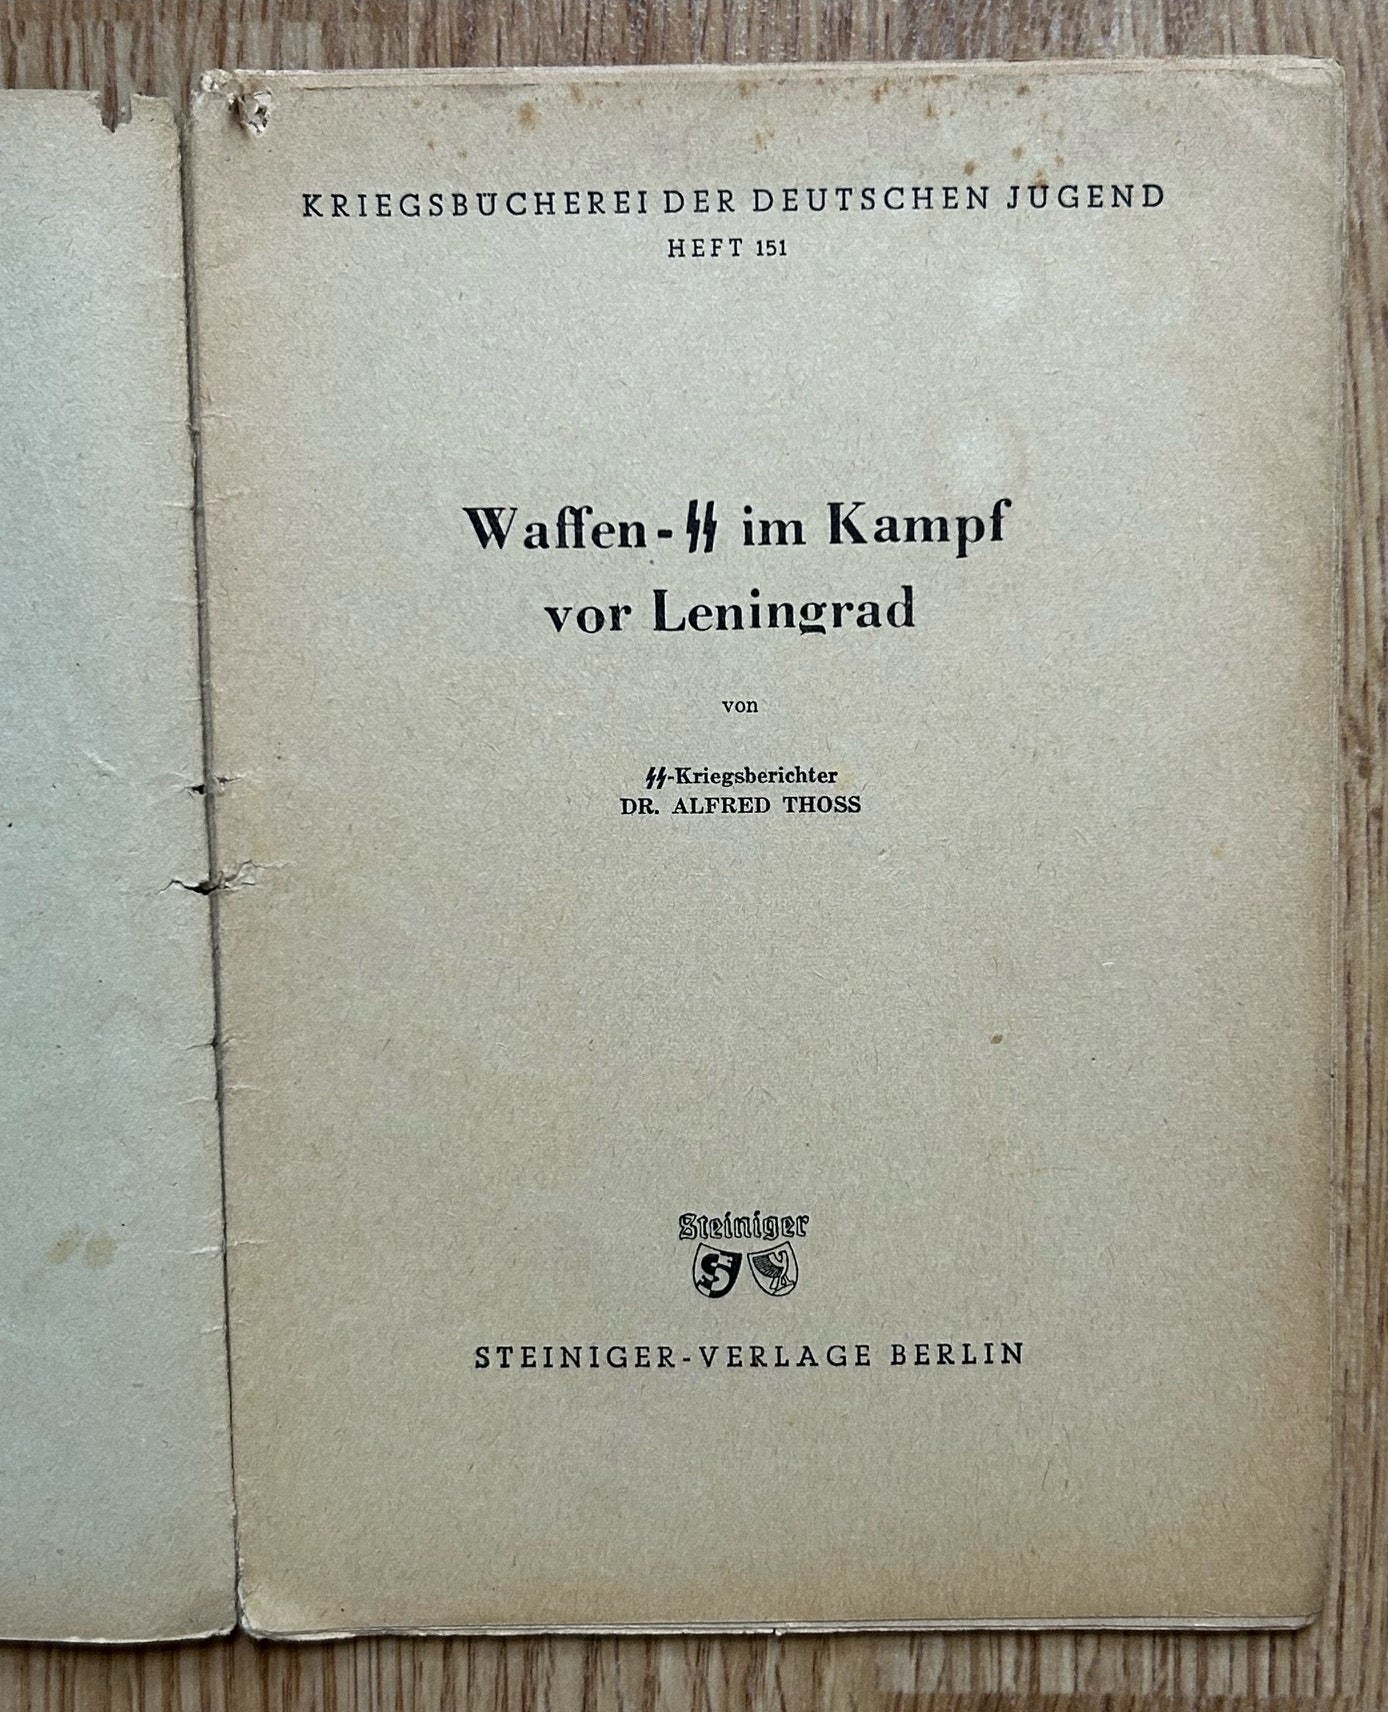 KRIEGSBÜCHEREI DER DEUTSCHEN JUGEND
HEFT 151
Waffen-ᛋᛋ im Kampf
vor Leningrad
von
ᛋᛋ-Kriegsberichter
DR. ALFRED THOSS
Steiniger
STEINIGER-VERLAGE BERLIN